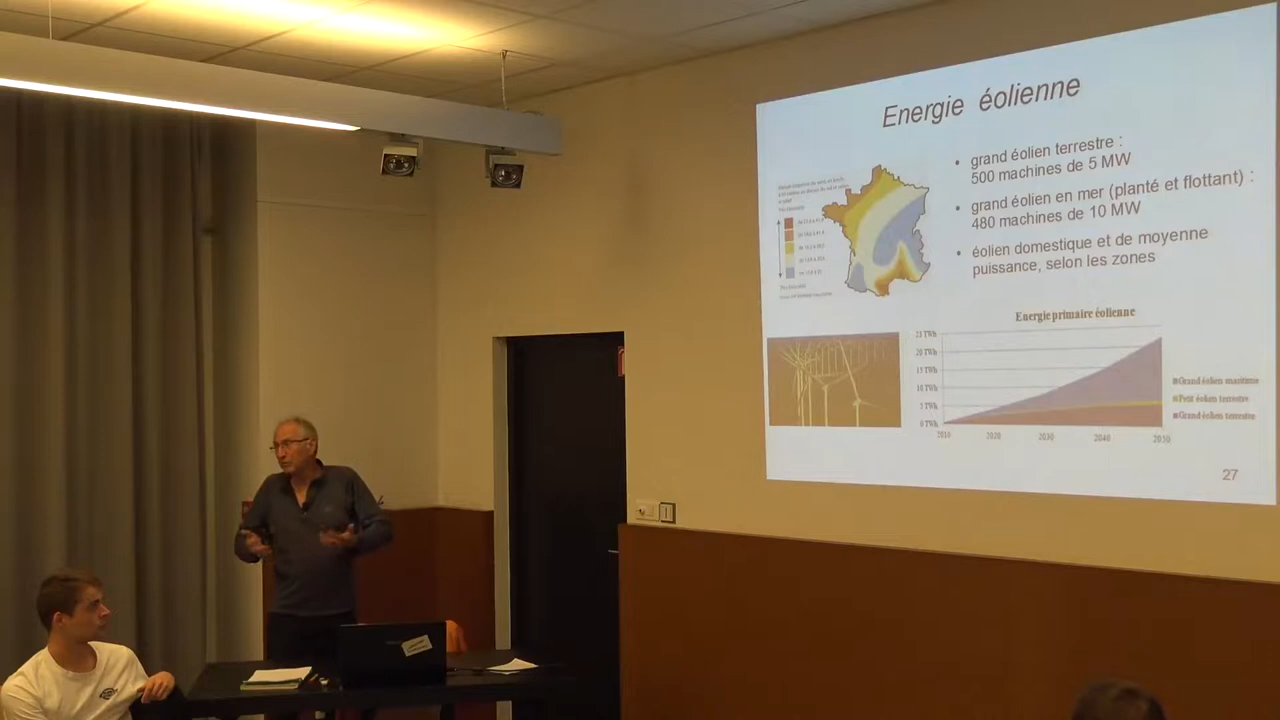 Energie éolienne
• grand éolien terrestre :
500 machines de 5 MW
• grand éolien en mer (planté et flottant) :
480 machines de 10 MW
• éolien domestique et de moyenne
puissance, selon les zones
Energie primaire éolienne
25 TWh
20 TWh
15 TWh
10 TWh
5 TWh
0 TWh
2010
2020
2030
2040
2050
Grand éolien maritime
Petit éolien terrestre
Grand éolien terrestre
27